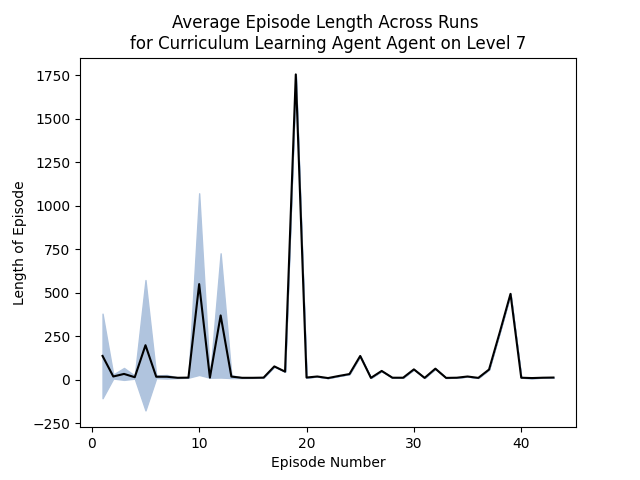 Average Episode Length Across Runs
for Curriculum Learning Agent Agent on Level 7
1750
1500
1250
1000
750
500
250
0
−250
Length of Episode
0 10 20 30 40
Episode Number